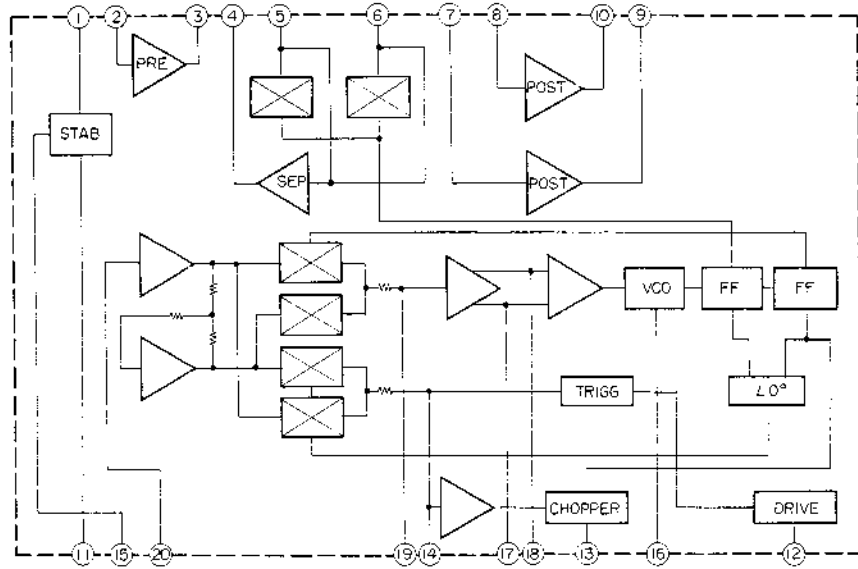 1 2 3 4 5 6 7 8 10 9
PRE
STAB
POST
SEP
POST
VCO
FF
FF
∠0°
TRIGG
CHOPPER
DRIVE
11 15 20 19 14 17 18 13 16 12